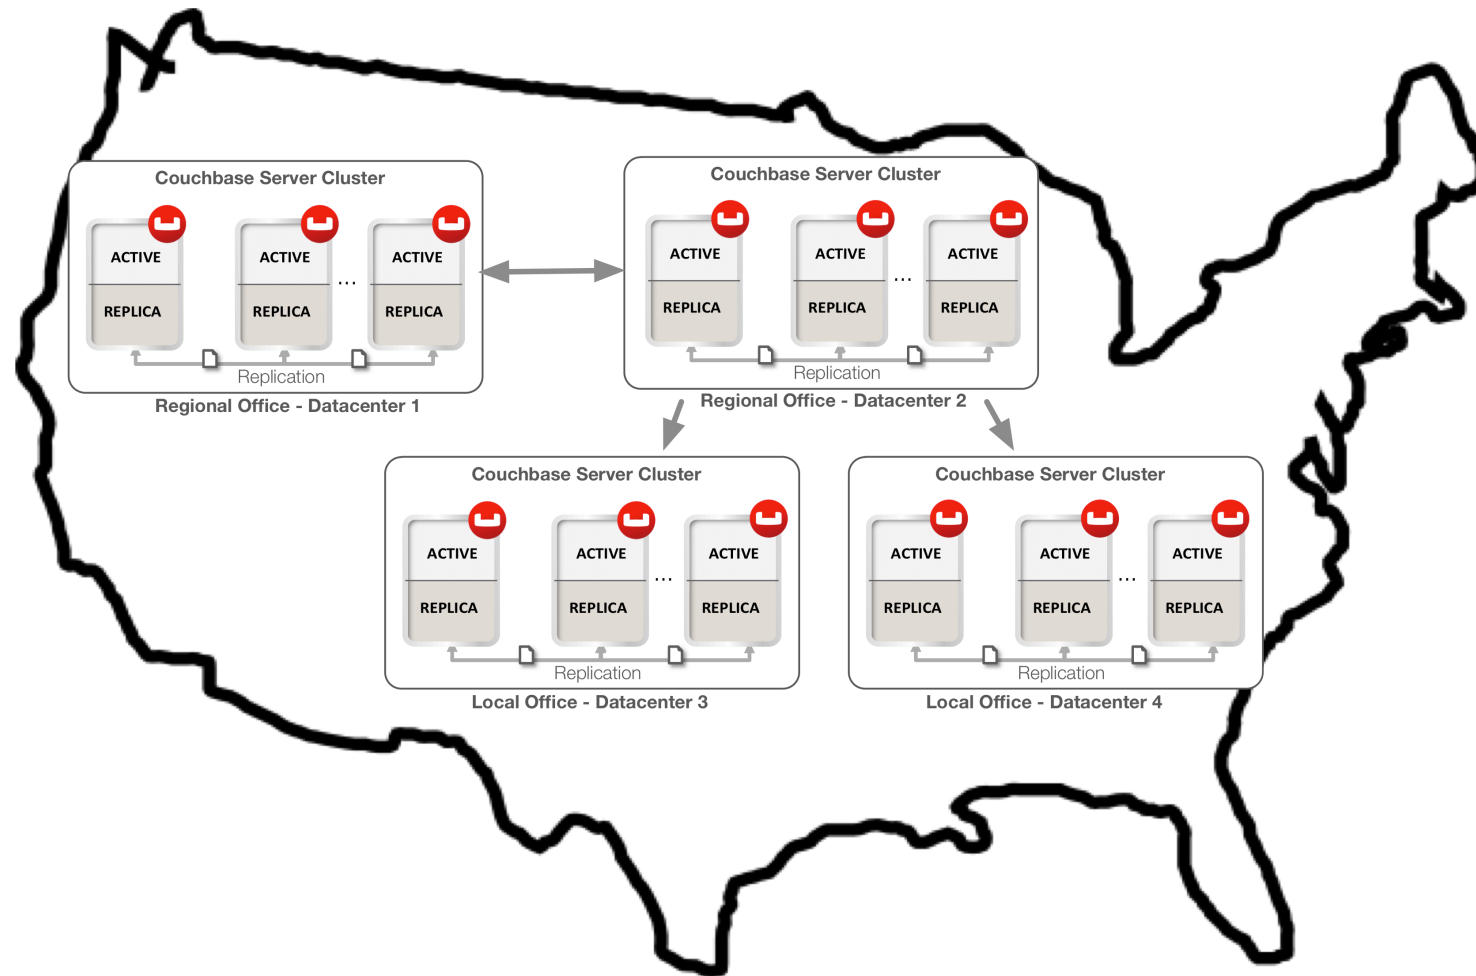 Couchbase Server Cluster
ACTIVE ACTIVE ACTIVE
...
REPLICA REPLICA REPLICA
Replication
Regional Office - Datacenter 1
Couchbase Server Cluster
ACTIVE ACTIVE ACTIVE
...
REPLICA REPLICA REPLICA
Replication
Regional Office - Datacenter 2
Couchbase Server Cluster
ACTIVE ACTIVE ACTIVE
...
REPLICA REPLICA REPLICA
Replication
Local Office - Datacenter 3
Couchbase Server Cluster
ACTIVE ACTIVE ACTIVE
...
REPLICA REPLICA REPLICA
Replication
Local Office - Datacenter 4